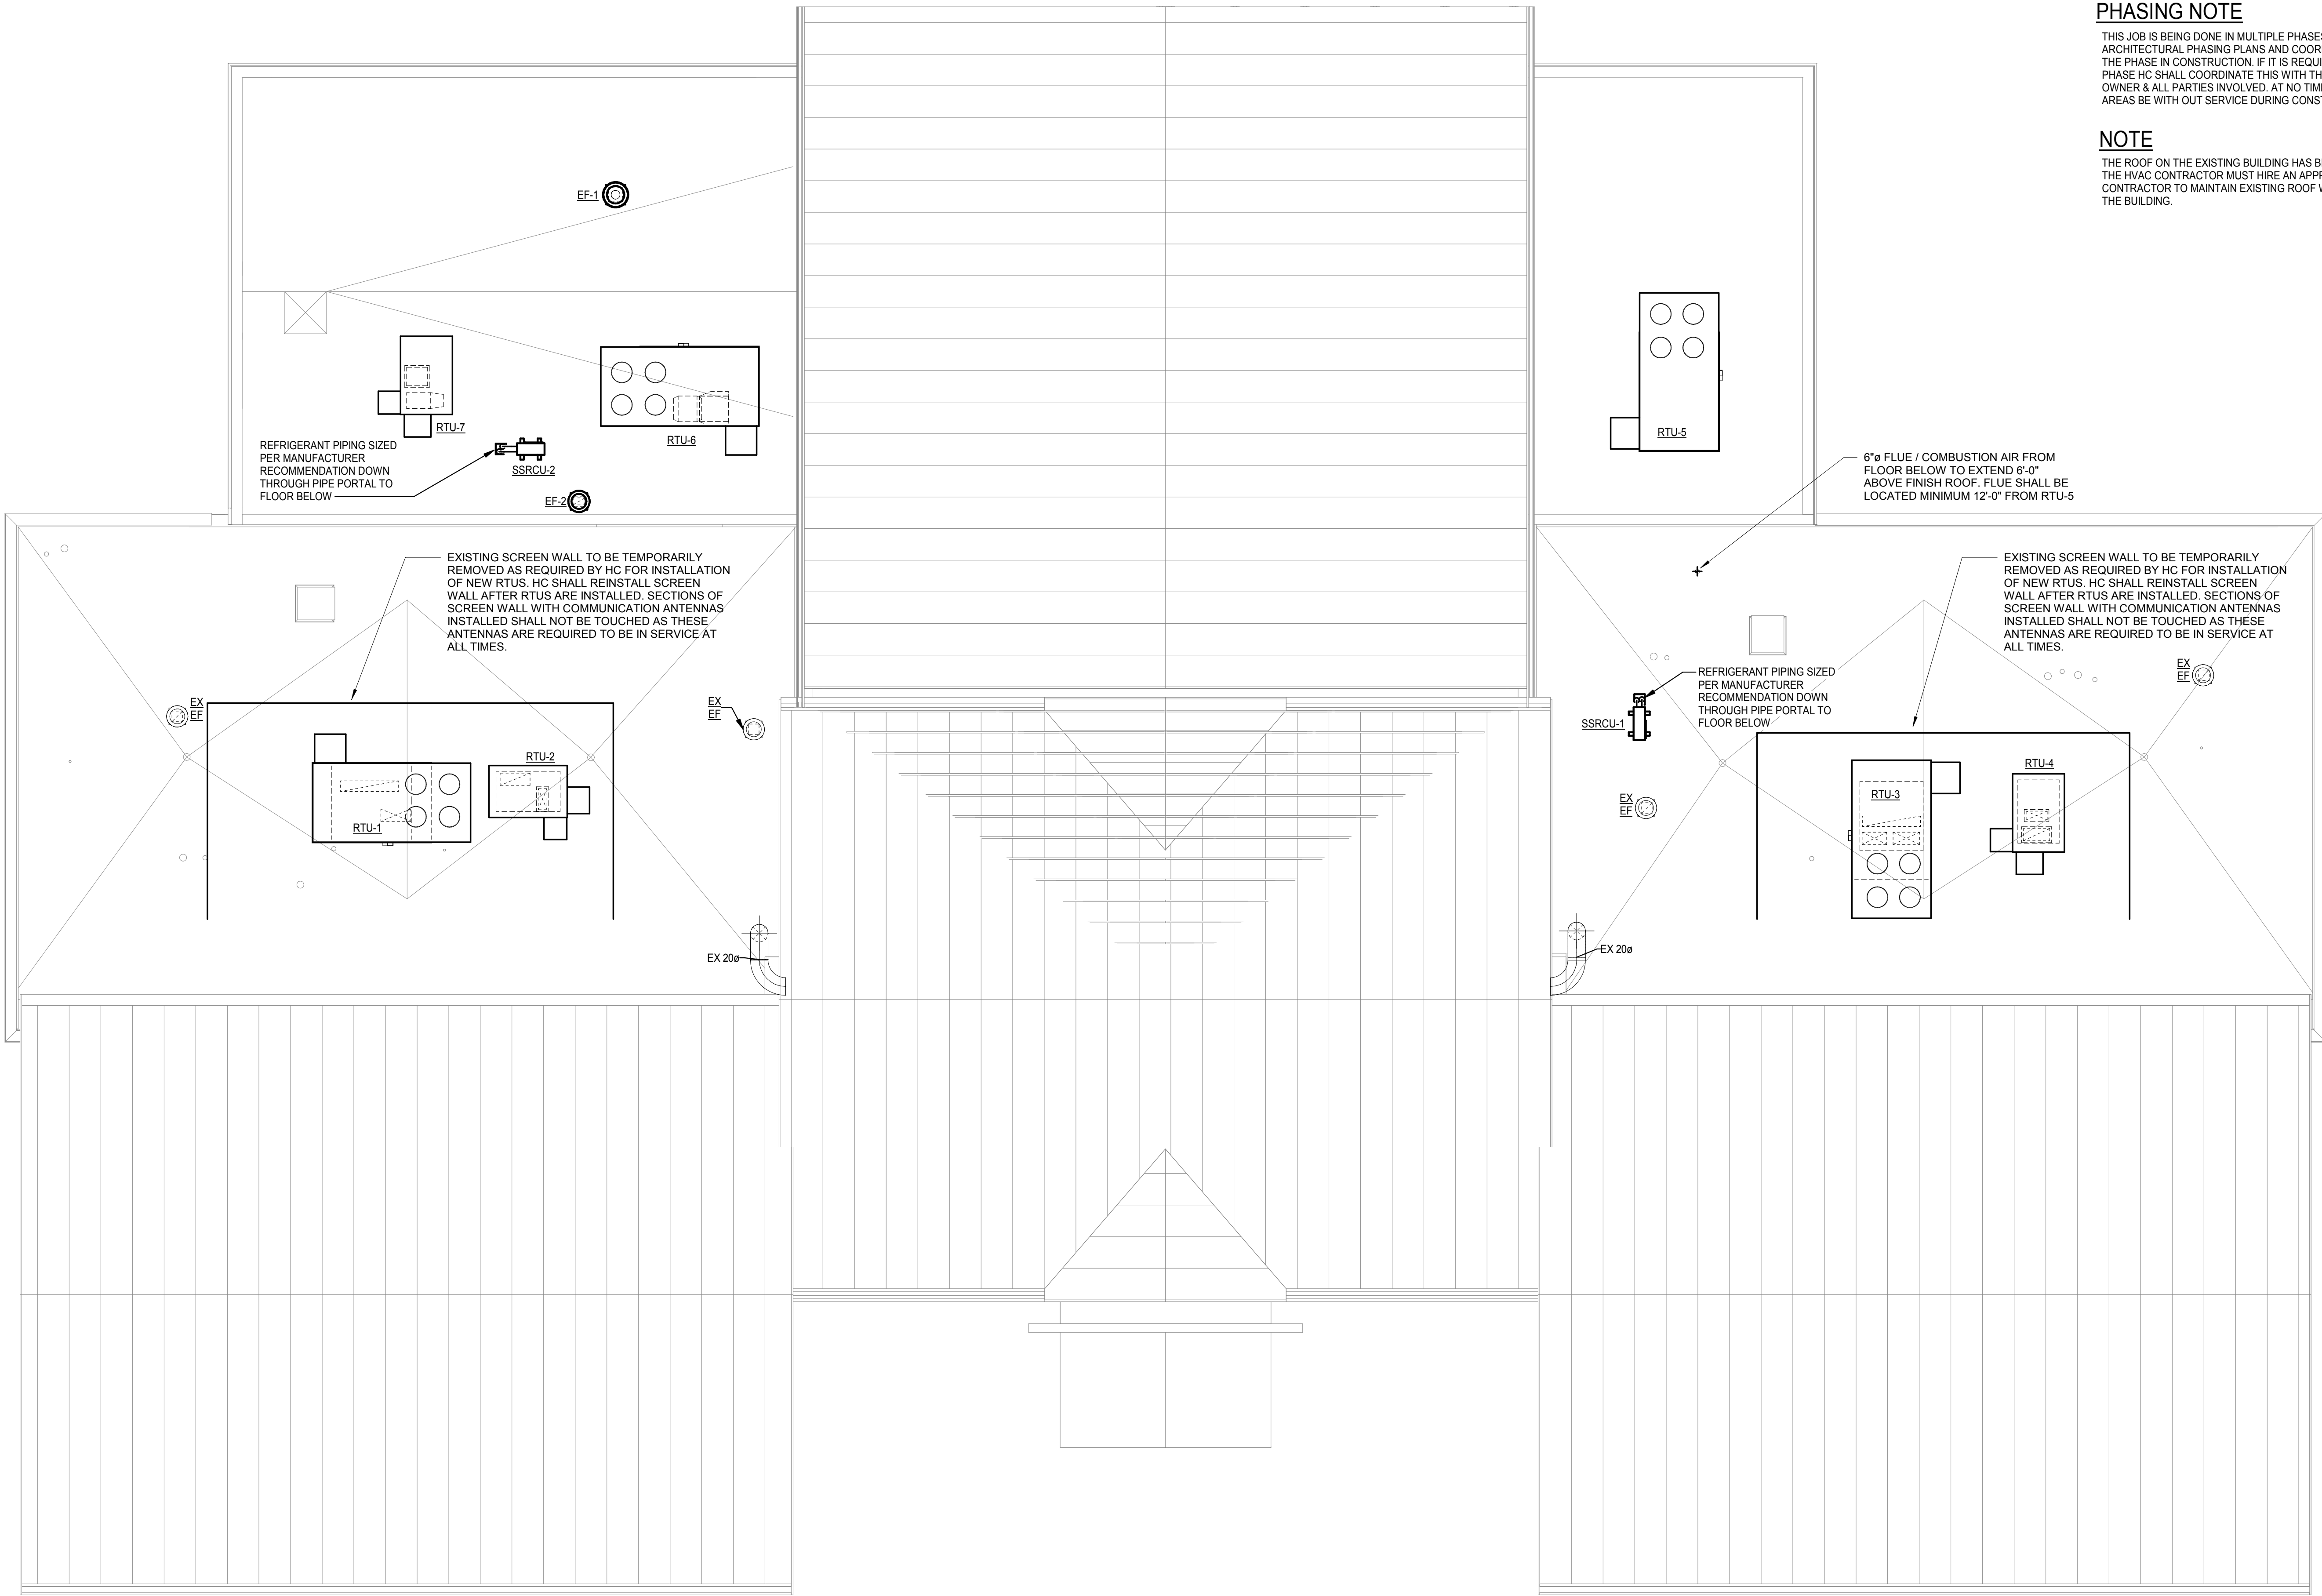 PHASING NOTE
THIS JOB IS BEING DONE IN MULTIPLE PHASES
ARCHITECTURAL PHASING PLANS AND
THE PHASE IN CONSTRUCTION. IF IT IS
PHASE HC SHALL COORDINATE THIS WITH
OWNER & ALL PARTIES INVOLVED. AT NO
AREAS BE WITH OUT SERVICE DURING
NOTE
THE ROOF ON THE EXISTING BUILDING HAS
THE HVAC CONTRACTOR MUST HIRE AN
CONTRACTOR TO MAINTAIN EXISTING ROOF
THE BUILDING.
EF-1
RTU-7
RTU-6
RTU-5
REFRIGERANT PIPING SIZED
PER MANUFACTURER
RECOMMENDATION DOWN
THROUGH PIPE PORTAL TO
FLOOR BELOW
SSRCU-2
EF-2
6"ø FLUE / COMBUSTION AIR FROM
FLOOR BELOW TO EXTEND 6'-0"
ABOVE FINISH ROOF. FLUE SHALL BE
LOCATED MINIMUM 12'-0" FROM RTU-5
EXISTING SCREEN WALL TO BE TEMPORARILY
REMOVED AS REQUIRED BY HC FOR INSTALLATION
OF NEW RTUS. HC SHALL REINSTALL SCREEN
WALL AFTER RTUS ARE INSTALLED. SECTIONS OF
SCREEN WALL WITH COMMUNICATION ANTENNAS
INSTALLED SHALL NOT BE TOUCHED AS THESE
ANTENNAS ARE REQUIRED TO BE IN SERVICE AT
ALL TIMES.
EXISTING SCREEN WALL TO BE TEMPORARILY
REMOVED AS REQUIRED BY HC FOR INSTALLATION
OF NEW RTUS. HC SHALL REINSTALL SCREEN
WALL AFTER RTUS ARE INSTALLED. SECTIONS OF
SCREEN WALL WITH COMMUNICATION ANTENNAS
INSTALLED SHALL NOT BE TOUCHED AS THESE
ANTENNAS ARE REQUIRED TO BE IN SERVICE AT
ALL TIMES.
EX
EF
EX
EF
REFRIGERANT PIPING SIZED
PER MANUFACTURER
RECOMMENDATION DOWN
THROUGH PIPE PORTAL TO
FLOOR BELOW
SSRCU-1
EX
EF
RTU-2
RTU-1
EX
EF
RTU-3
RTU-4
EX 20ø
EX 20ø